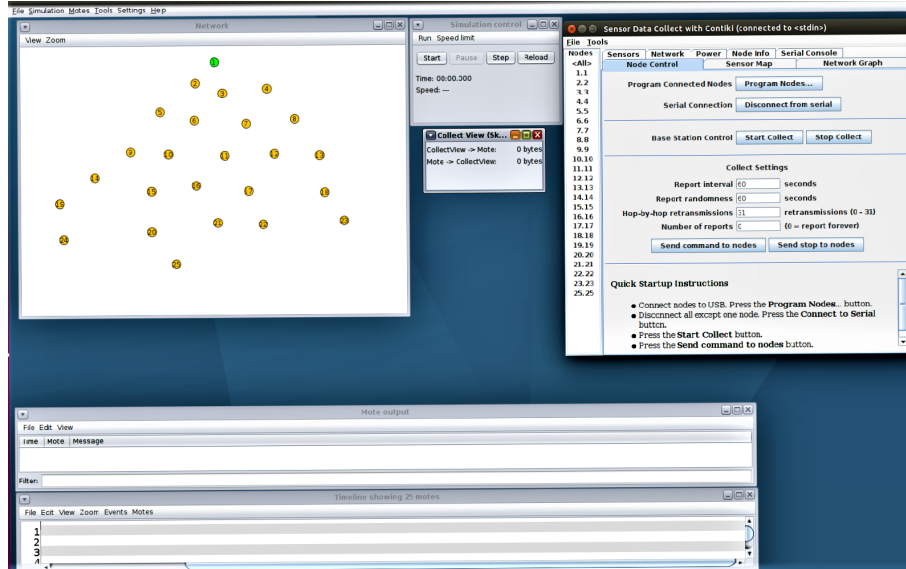 File Simulation Motes Tools Settings Help
Network
View Zoom
1
2
3
4
5
6
7
8
9
10
11
12
13
14
15
16
17
18
15
19
20
21
22
23
24
25
Simulation control
Run Speed limit
Start Pause Step Reload
Time: 00:00.000
Speed: ---
Collect View (Sk...
CollectView -> Mote: 0 bytes
Mote -> CollectView: 0 bytes
Sensor Data Collect with Contiki (connected to <stdin>)
File Tools
Nodes
<All>
1.1
2.2
3.3
4.4
5.5
6.6
7.7
8.8
9.9
10.10
11.11
12.12
13.13
14.14
15.15
16.16
17.17
18.18
19.19
20.20
21.21
22.22
23.23
25.25
Sensors Network Power Node Info Serial Console
Node Control Sensor Map Network Graph
Program Connected Nodes Program Nodes...
Serial Connection Disconnect from serial
Base Station Control Start Collect Stop Collect
Collect Settings
Report interval 60 seconds
Report randomness 60 seconds
Hop-by-hop retransmissions 31 retransmissions (0 - 31)
Number of reports 0 (0 = report forever)
Send command to nodes Send stop to nodes
Quick Startup Instructions
● Connect nodes to USB. Press the Program Nodes... button.
● Disconnect all except one node. Press the Connect to Serial
button.
● Press the Start Collect button.
● Press the Send command to nodes button.
Mote output
File Edit View
Time Mote Message
Filter:
Timeline showing 25 motes
File Edit View Zoom Events Motes
1
2
3
4